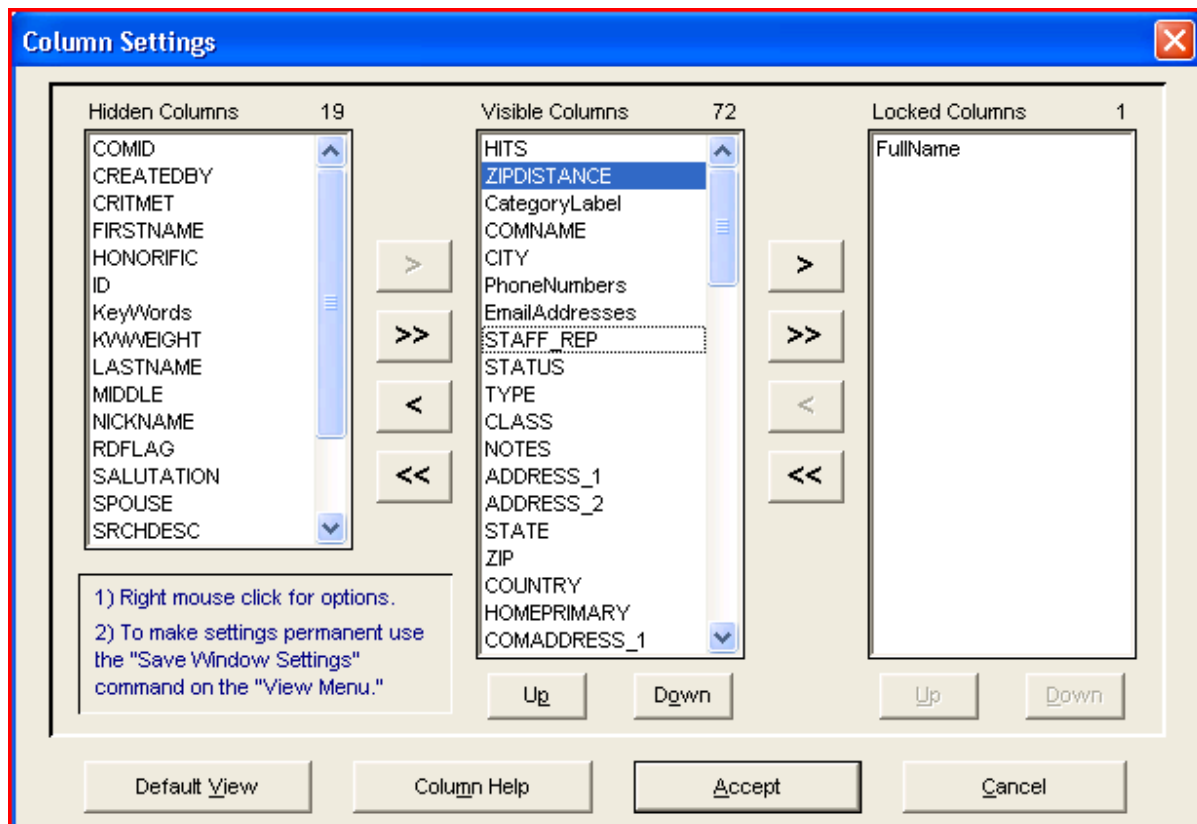 Column Settings
Hidden Columns 19
COMID
CREATEDBY
CRITMET
FIRSTNAME
HONORIFIC
ID
KeyWords
KWWEIGHT
LASTNAME
MIDDLE
NICKNAME
RDFLAG
SALUTATION
SPOUSE
SRCHDESC
>
>>
<
<<
Visible Columns 72
HITS
ZIPDISTANCE
CategoryLabel
COMNAME
CITY
PhoneNumbers
EmailAddresses
STAFF_REP
STATUS
TYPE
CLASS
NOTES
ADDRESS_1
ADDRESS_2
STATE
ZIP
COUNTRY
HOMEPRIMARY
COMADDRESS_1
>
>>
<
<<
Locked Columns 1
FullName
1) Right mouse click for options.
2) To make settings permanent use
the "Save Window Settings"
command on the "View Menu."
Up Down
Up Down
Default View Column Help Accept Cancel